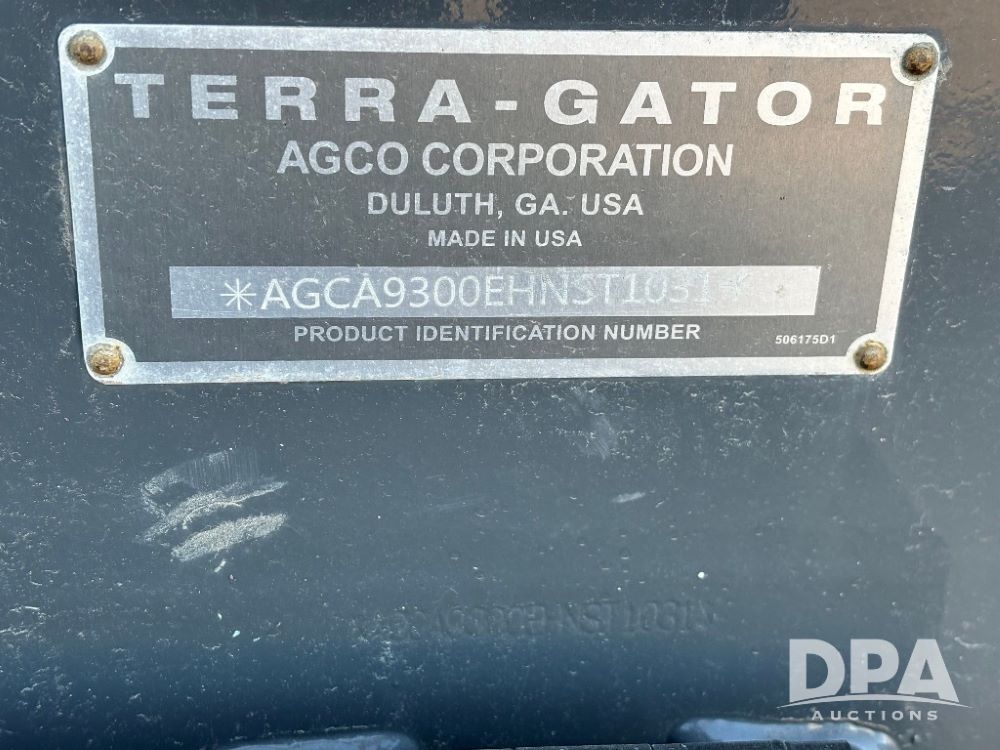 TERRA-GATOR
AGCO CORPORATION
DULUTH, GA. USA
MADE IN USA
*AGCA9300EHNST1031*
PRODUCT IDENTIFICATION NUMBER
506175D1
DPA
AUCTIONS